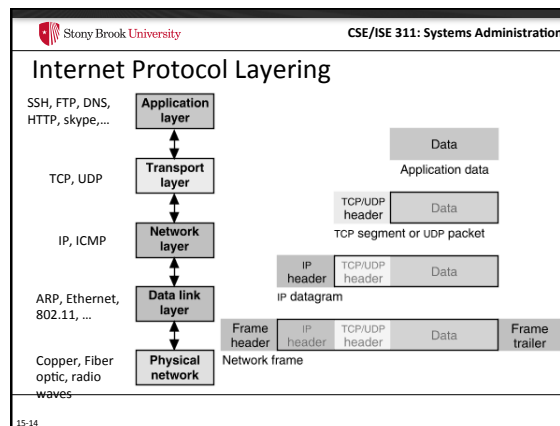 Stony Brook University
CSE/ISE 311: Systems Administration
Internet Protocol Layering
SSH, FTP, DNS,
HTTP, skype,...
Application
layer
Data
Application data
TCP, UDP
Transport
layer
TCP/UDP
header
Data
TCP segment or UDP packet
IP, ICMP
Network
layer
IP
header
TCP/UDP
header
Data
IP datagram
ARP, Ethernet,
802.11, ...
Data link
layer
Frame
header
IP
header
TCP/UDP
header
Data
Frame
trailer
Network frame
Copper, Fiber
optic, radio
waves
Physical
network
15-14